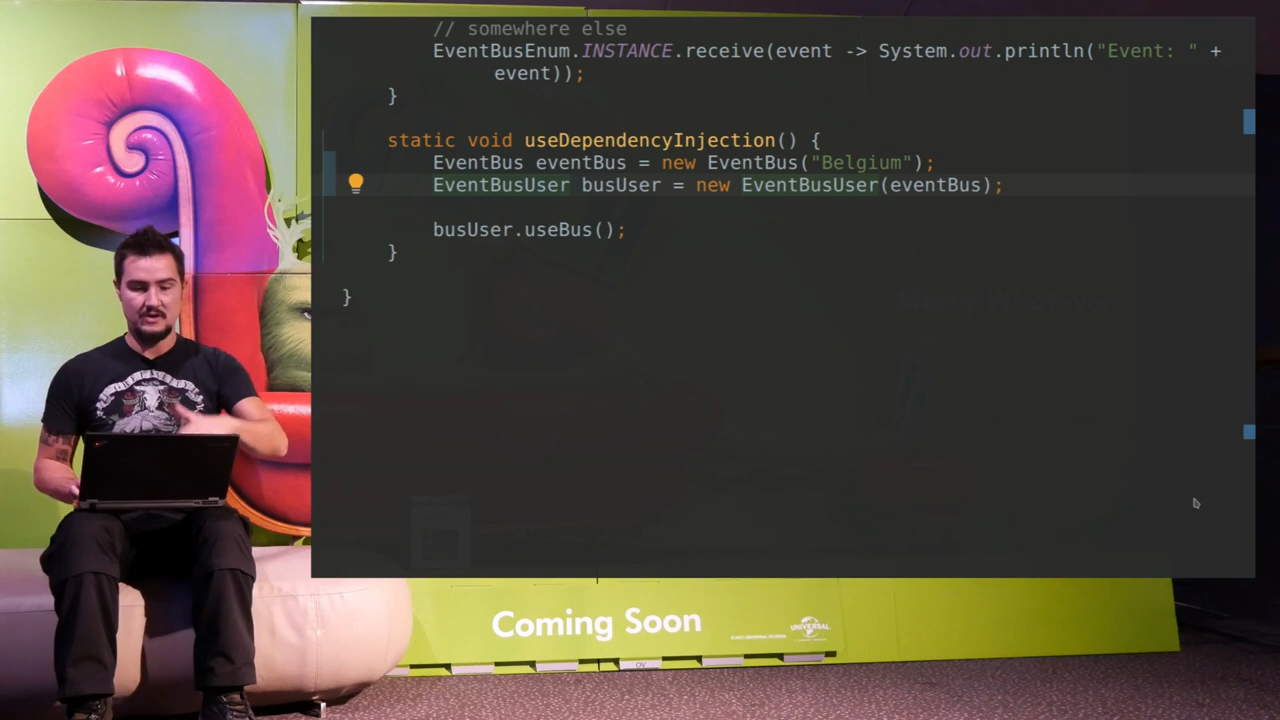 // somewhere else
EventBusEnum.INSTANCE.receive(event -> System.out.println("Event: " +
event));
}
static void useDependencyInjection() {
EventBus eventBus = new EventBus("Belgium");
EventBusUser busUser = new EventBusUser(eventBus);
busUser.useBus();
}
}
Coming Soon
UNIVERSAL
OV